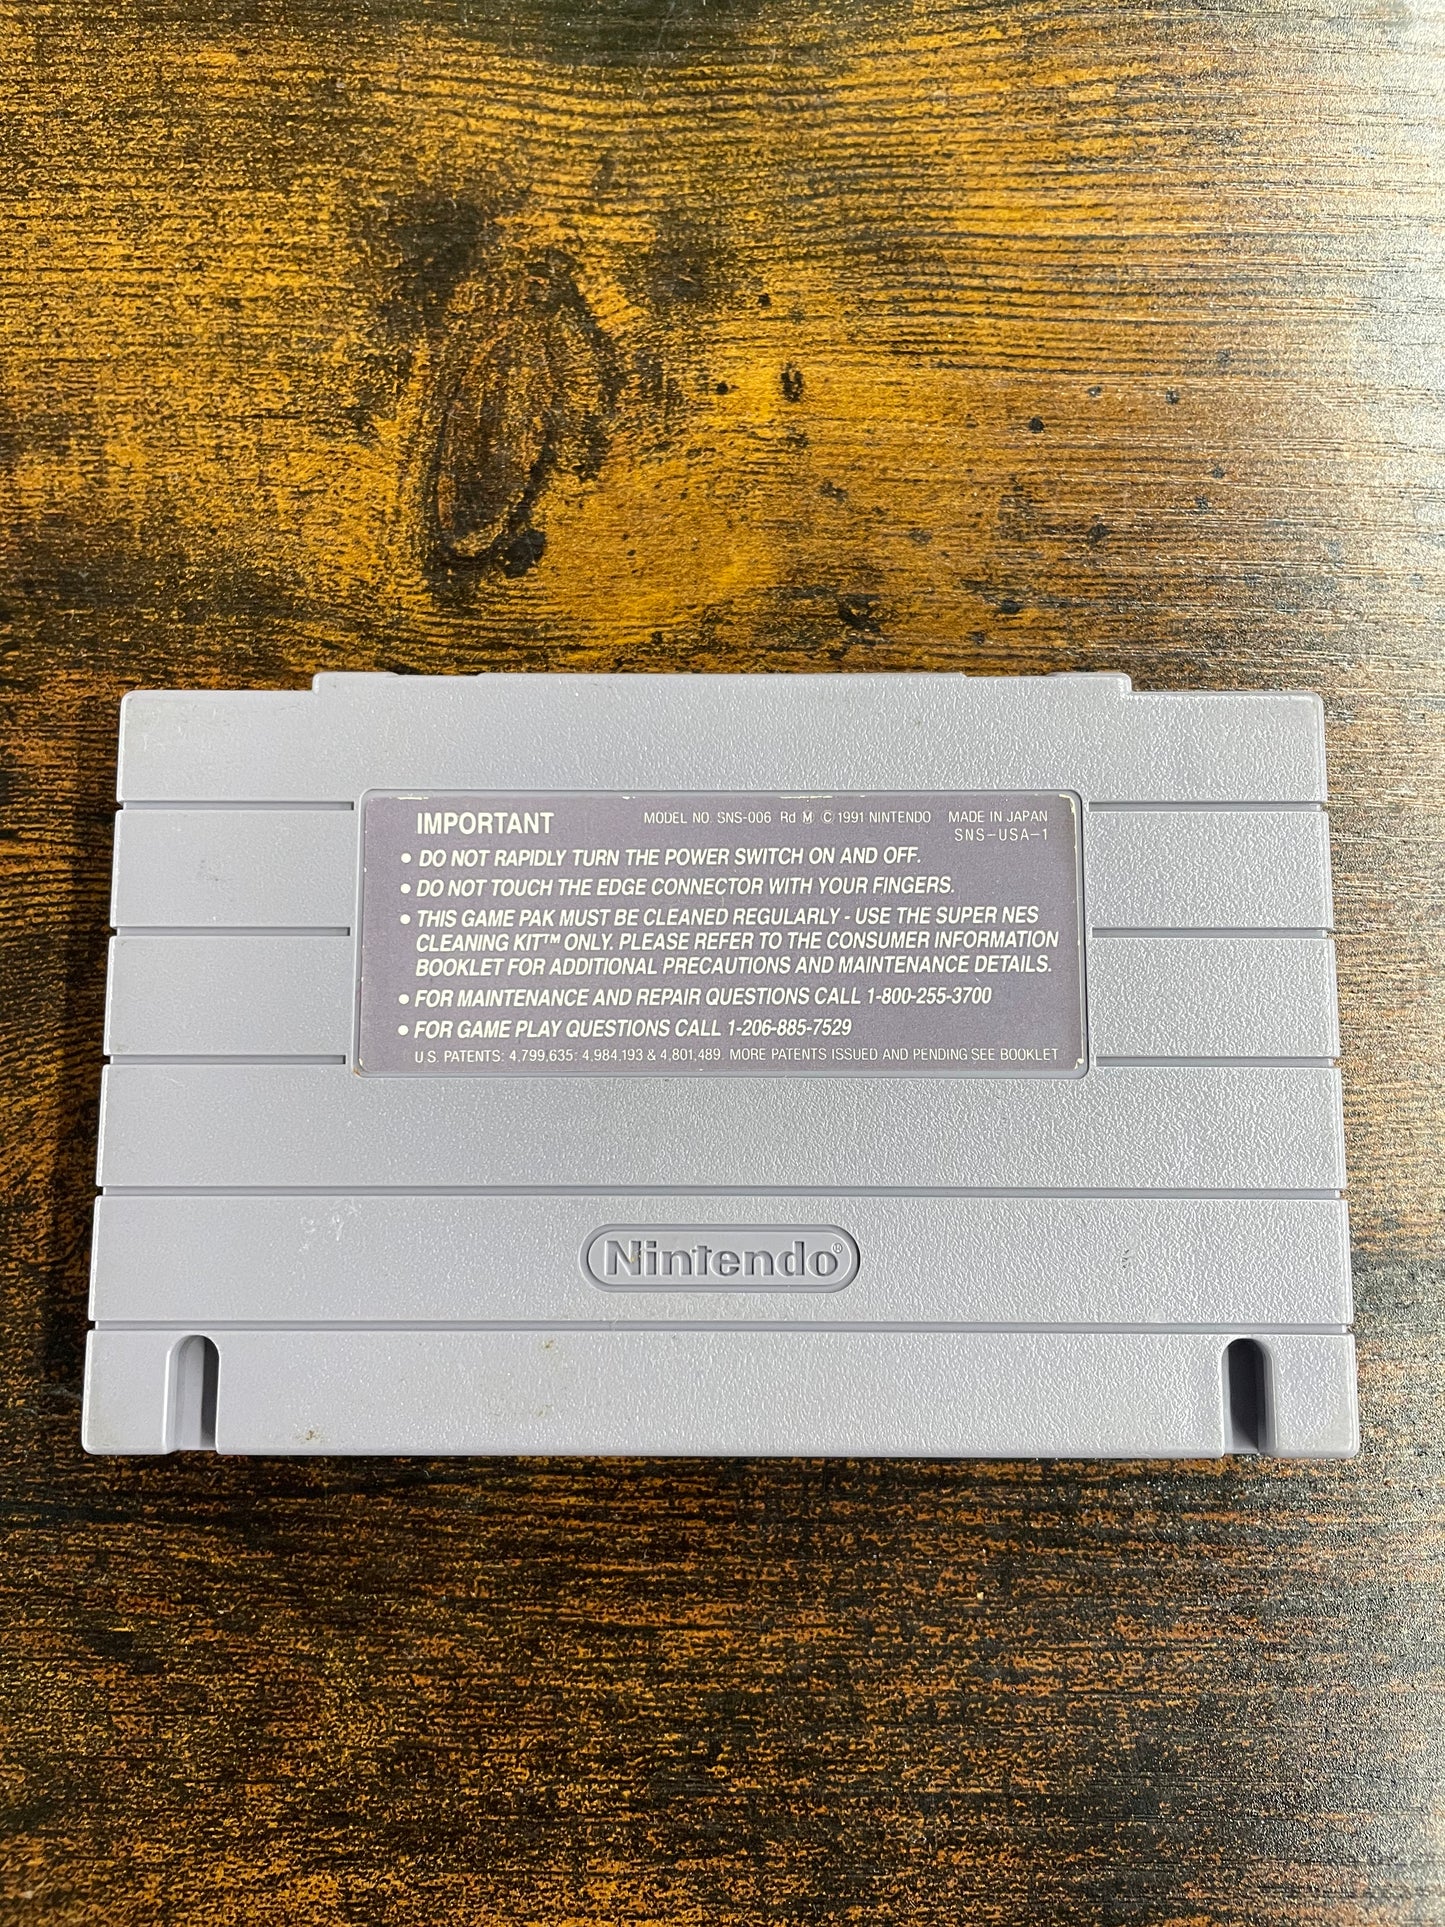 IMPORTANT MODEL NO. SNS-006 Rd M © 1991 NINTENDO MADE IN JAPAN
SNS-USA-1
• DO NOT RAPIDLY TURN THE POWER SWITCH ON AND OFF.
• DO NOT TOUCH THE EDGE CONNECTOR WITH YOUR FINGERS.
• THIS GAME PAK MUST BE CLEANED REGULARLY - USE THE SUPER NES
CLEANING KIT™ ONLY. PLEASE REFER TO THE CONSUMER INFORMATION
BOOKLET FOR ADDITIONAL PRECAUTIONS AND MAINTENANCE DETAILS.
• FOR MAINTENANCE AND REPAIR QUESTIONS CALL 1-800-255-3700
• FOR GAME PLAY QUESTIONS CALL 1-206-885-7529
U.S. PATENTS: 4,799,635: 4,984,193 & 4,801,489. MORE PATENTS ISSUED AND PENDING SEE BOOKLET
Nintendo®